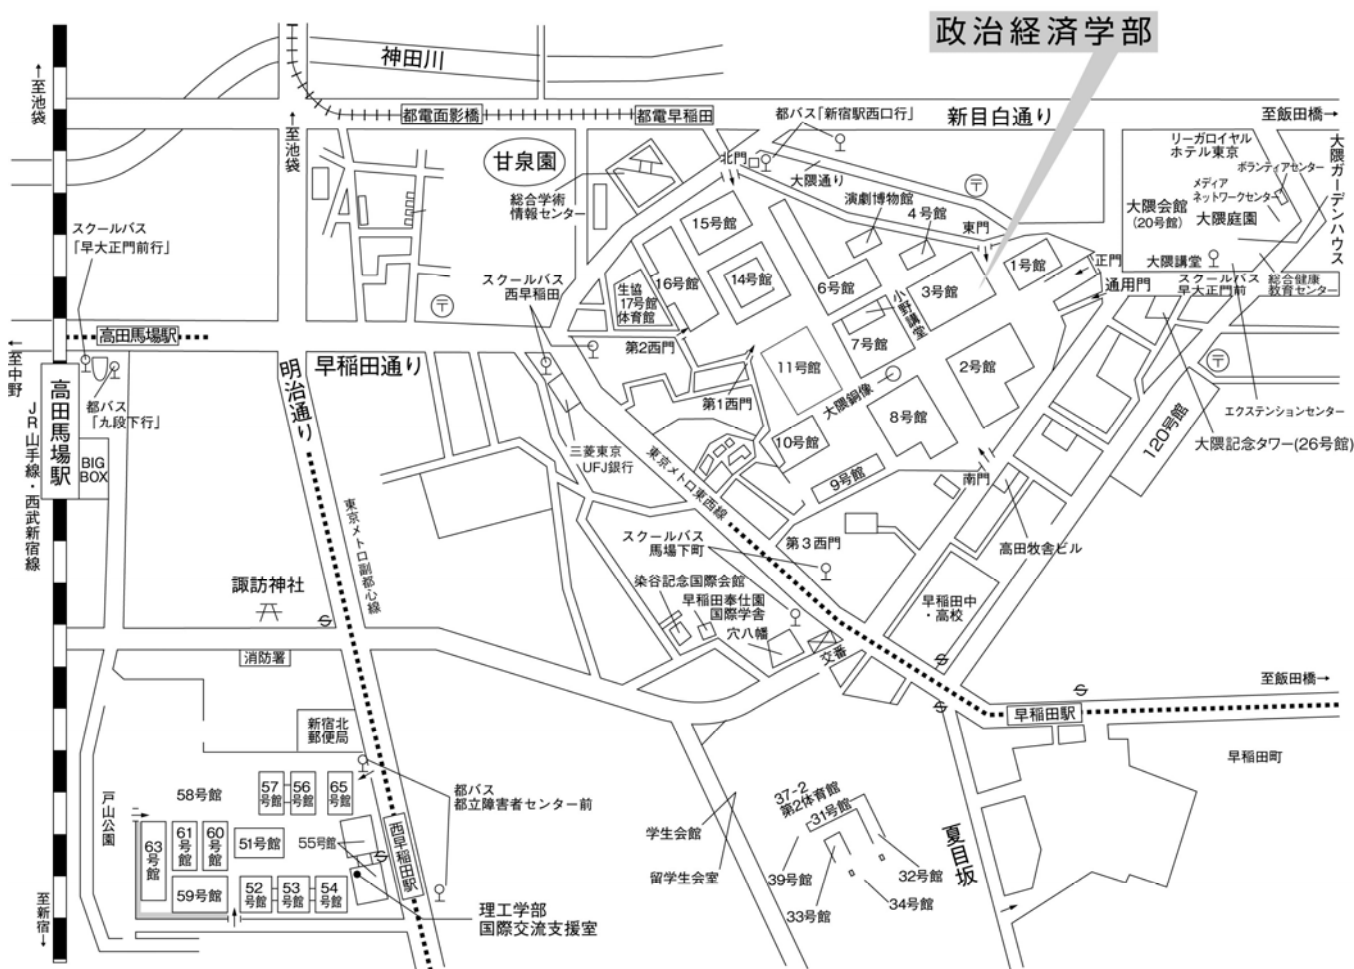 政治経済学部
神田川
↑至池袋
↑至池袋
都電面影橋
都電早稲田
都バス「新宿駅西口行」
新目白通り
至飯田橋→
甘泉園
総合学術
情報センター
北門
大隈通り
〒
演劇博物館
4号館
東門
リーガロイヤル
ホテル東京
ボランティアセンター
メディア
ネットワークセンター
大隈会館
(20号館)
大隈庭園
大隈ガーデンハウス
スクールバス
「早大正門前行」
15号館
14号館
16号館
6号館
3号館
1号館
正門
通用門
大隈講堂
スクールバス
早大正門前
総合健康
教育センター
スクールバス
西早稲田
〒
生協
17号館
体育館
小野講堂
7号館
第2西門
高田馬場駅
早稲田通り
明治通り
←至中野
高田馬場駅
JR山手線・西武新宿線
都バス
「九段下行」
BIG
BOX
11号館
2号館
〒
第1西門
大隈銅像
8号館
エクステンションセンター
大隈記念タワー(26号館)
120号館
10号館
9号館
三菱東京
UFJ銀行
東京メトロ東西線
南門
東京メトロ副都心線
スクールバス
馬場下町
第3西門
高田牧舎ビル
諏訪神社
染谷記念国際会館
早稲田奉仕園
国際学舎
穴八幡
交番
早稲田中
・高校
消防署
至飯田橋→
早稲田駅
早稲田町
新宿北
郵便局
都バス
都立障害者センター前
戸山公園
58号館
57号館
56号館
65号館
63号館
61号館
60号館
51号館
55号館
西早稲田駅
59号館
52号館
53号館
54号館
至新宿↓
理工学部
国際交流支援室
学生会館
留学生会室
37-2
第2体育館
31号館
39号館
33号館
32号館
34号館
夏目坂